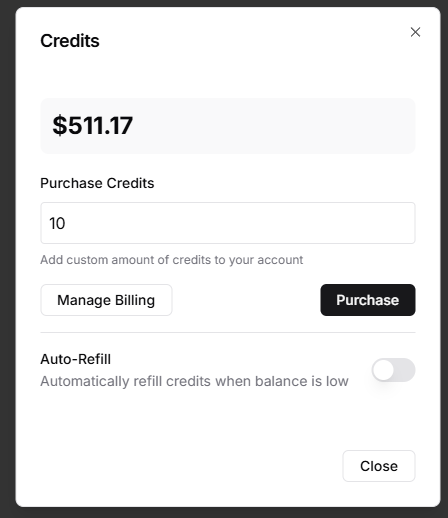 Credits
$511.17
Purchase Credits
10
Add custom amount of credits to your account
Manage Billing
Purchase
Auto-Refill
Automatically refill credits when balance is low
Close